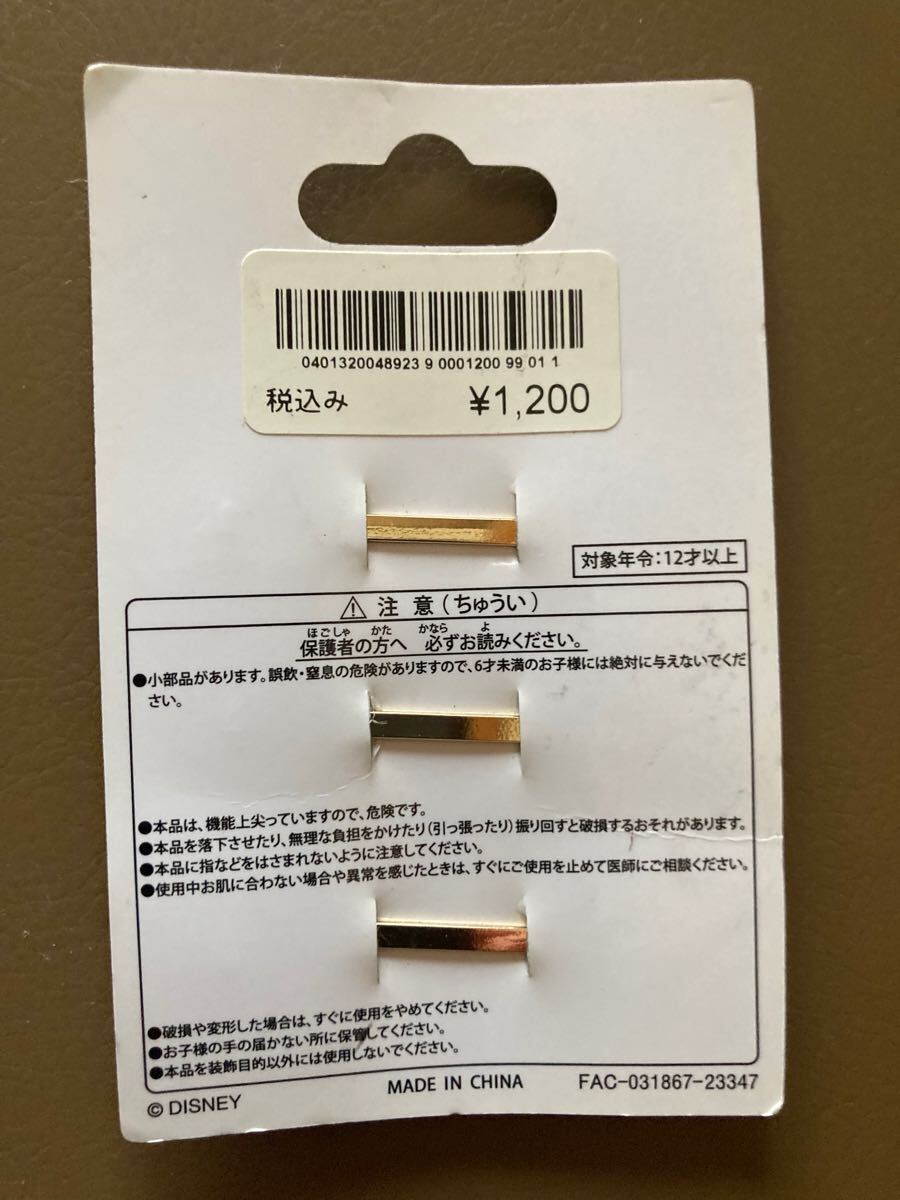 0401320048923 9 0001200 99 01 1
税込み ¥1,200
対象年令：12才以上
⚠ 注 意（ちゅうい）
ほごしゃ かた かなら よ
保護者の方へ 必ずお読みください。
●小部品があります。誤飲・窒息の危険がありますので、6才未満のお子様には絶対に与えないでくだ
さい。
●本品は、機能上尖っていますので、危険です。
●本品を落下させたり、無理な負担をかけたり（引っ張ったり）振り回すと破損するおそれがあります。
●本品に指などをはさまれないように注意してください。
●使用中お肌に合わない場合や異常を感じたときは、すぐにご使用を止めて医師にご相談ください。
●破損や変形した場合は、すぐに使用をやめてください。
●お子様の手の届かない所に保管してください。
●本品を装飾目的以外には使用しないでください。
© DISNEY MADE IN CHINA FAC-031867-23347